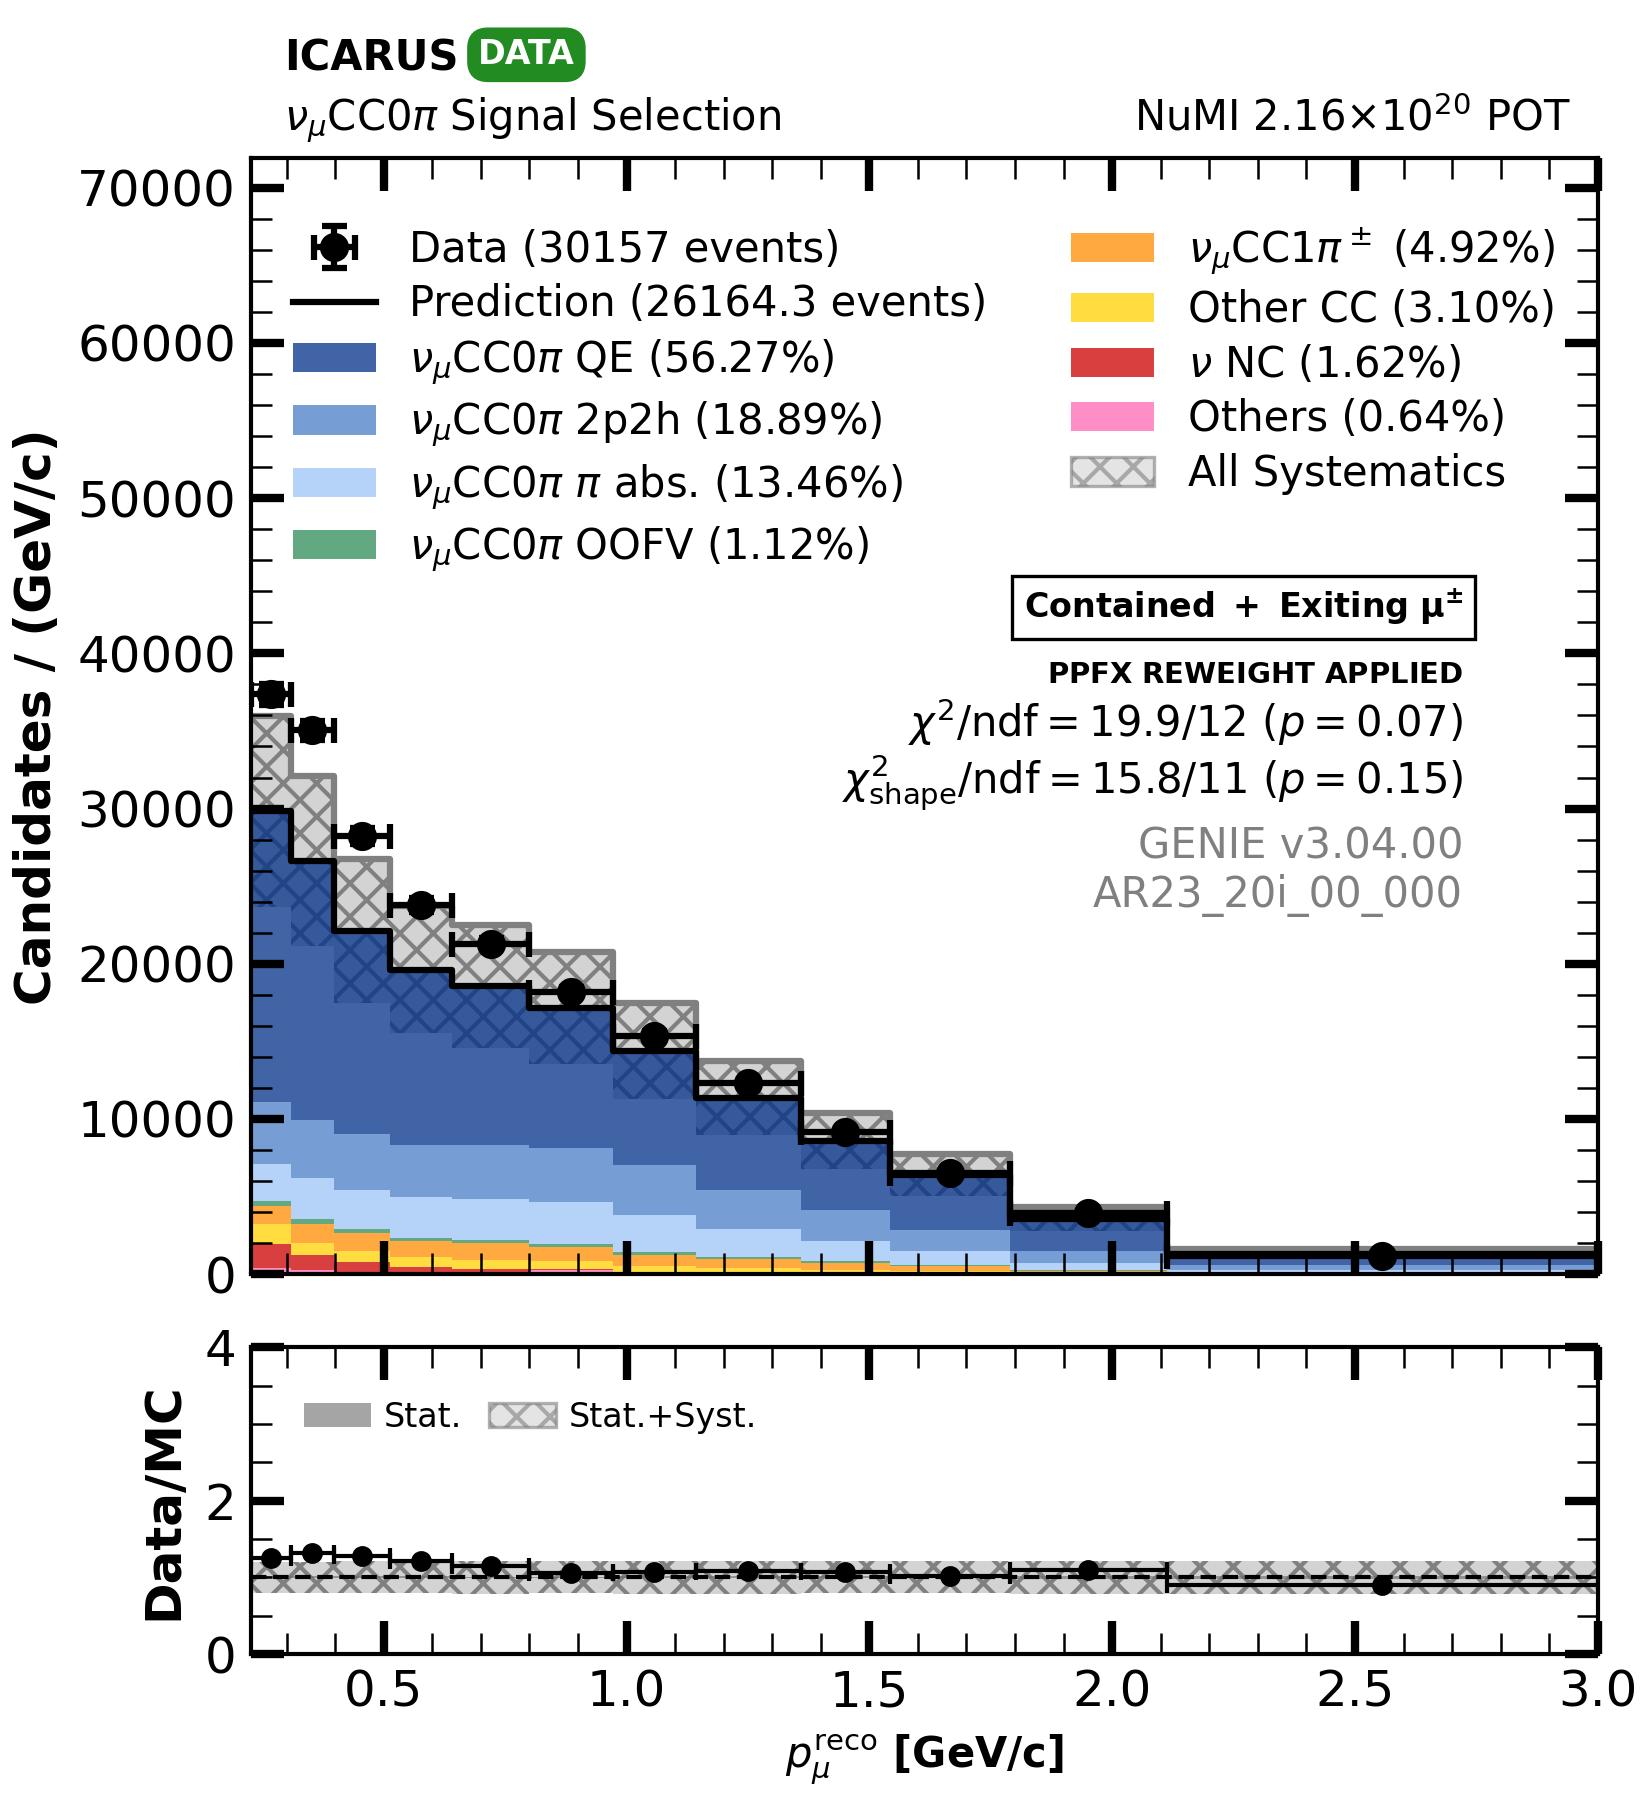 ICARUS DATA
νμCC0π Signal Selection
NuMI 2.16×10²⁰ POT
Candidates / (GeV/c)
70000
60000
50000
40000
30000
20000
10000
0
Data (30157 events)
Prediction (26164.3 events)
νμCC0π QE (56.27%)
νμCC0π 2p2h (18.89%)
νμCC0π π abs. (13.46%)
νμCC0π OOFV (1.12%)
νμCC1π± (4.92%)
Other CC (3.10%)
ν NC (1.62%)
Others (0.64%)
All Systematics
Contained + Exiting μ±
PPFX REWEIGHT APPLIED
χ²/ndf = 19.9/12 (p = 0.07)
χ²shape/ndf = 15.8/11 (p = 0.15)
GENIE v3.04.00
AR23_20i_00_000
Data/MC
4
2
0
Stat. Stat.+Syst.
0.5 1.0 1.5 2.0 2.5 3.0
pμreco [GeV/c]